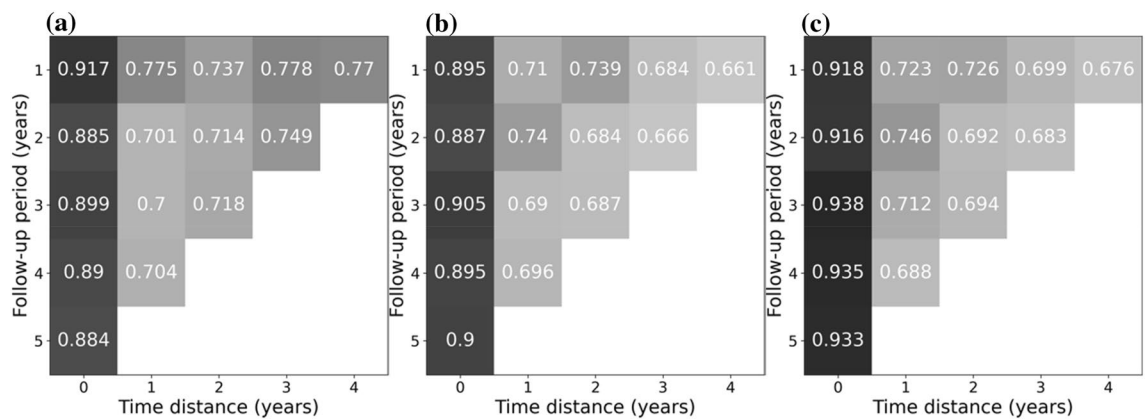 (a)
Follow-up period (years)
1 0.917 0.775 0.737 0.778 0.77
2 0.885 0.701 0.714 0.749
3 0.899 0.7 0.718
4 0.89 0.704
5 0.884
0 1 2 3 4
Time distance (years)
(b)
Follow-up period (years)
1 0.895 0.71 0.739 0.684 0.661
2 0.887 0.74 0.684 0.666
3 0.905 0.69 0.687
4 0.895 0.696
5 0.9
0 1 2 3 4
Time distance (years)
(c)
Follow-up period (years)
1 0.918 0.723 0.726 0.699 0.676
2 0.916 0.746 0.692 0.683
3 0.938 0.712 0.694
4 0.935 0.688
5 0.933
0 1 2 3 4
Time distance (years)